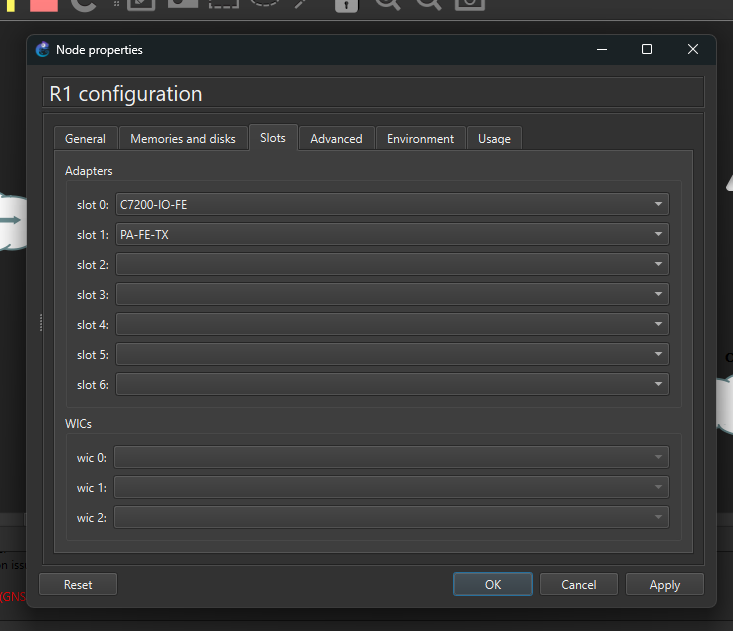 Node properties
R1 configuration
General Memories and disks Slots Advanced Environment Usage
Adapters
slot 0: C7200-IO-FE
slot 1: PA-FE-TX
slot 2:
slot 3:
slot 4:
slot 5:
slot 6:
WICs
wic 0:
wic 1:
wic 2:
(GNS
Reset OK Cancel Apply